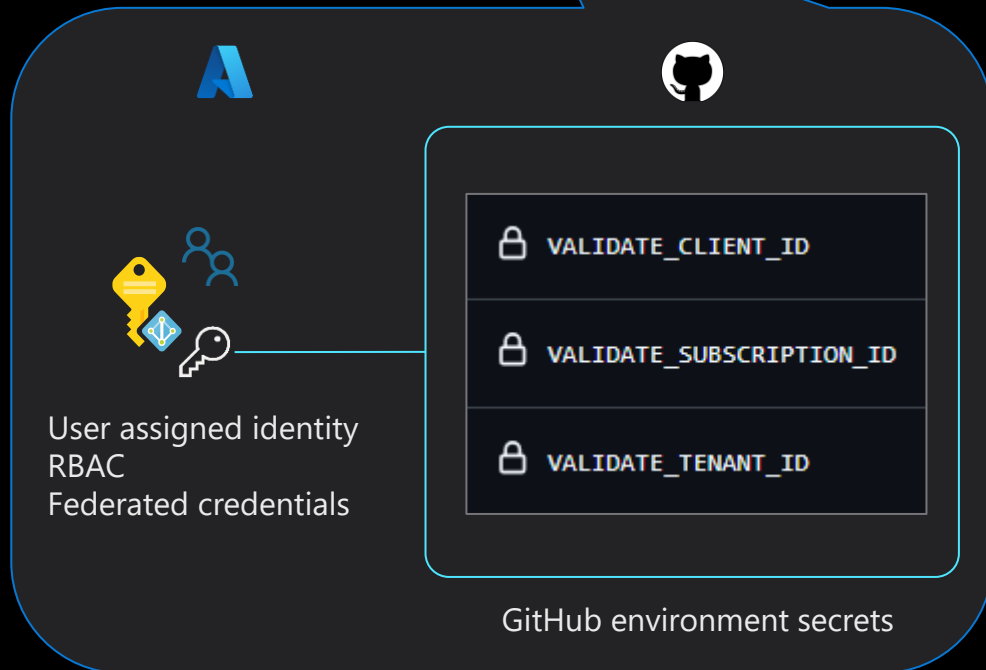 VALIDATE_CLIENT_ID
VALIDATE_SUBSCRIPTION_ID
VALIDATE_TENANT_ID
User assigned identity
RBAC
Federated credentials
GitHub environment secrets